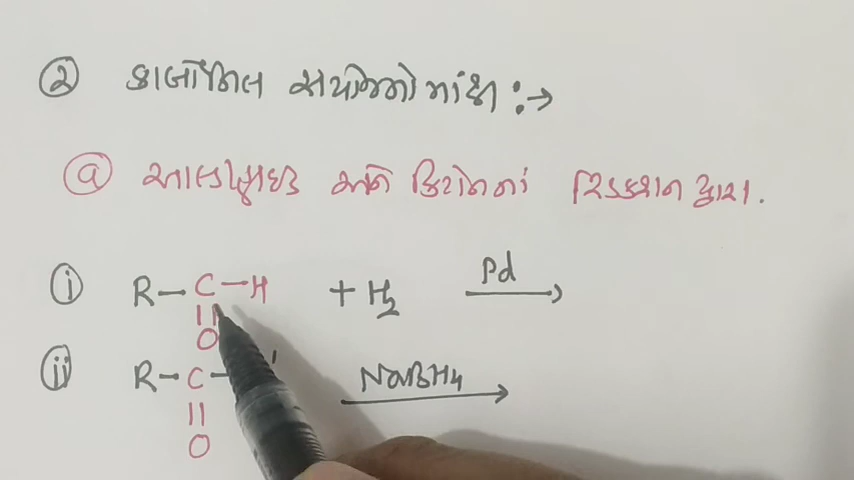 ② કાર્બોનિલ સંયોજનોમાંથી :→
ⓐ આલ્ડિહાઇડ અને કિટોનનાં રિડક્શન દ્વારા.
ⓘ R–C–H + H₂ Pd→
||
O
ⓘⓘ R–C– ' NaBH₄→
||
O